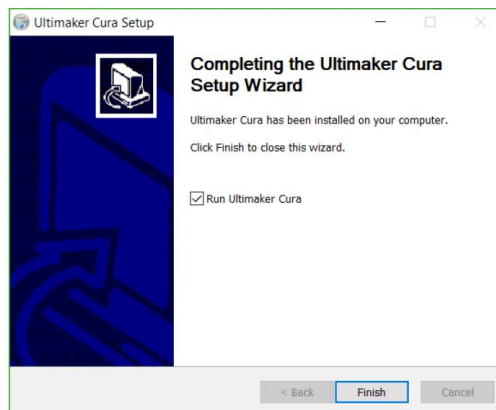 Ultimaker Cura Setup
Completing the Ultimaker Cura
Setup Wizard
Ultimaker Cura has been installed on your computer.
Click Finish to close this wizard.
Run Ultimaker Cura
< Back
Finish
Cancel